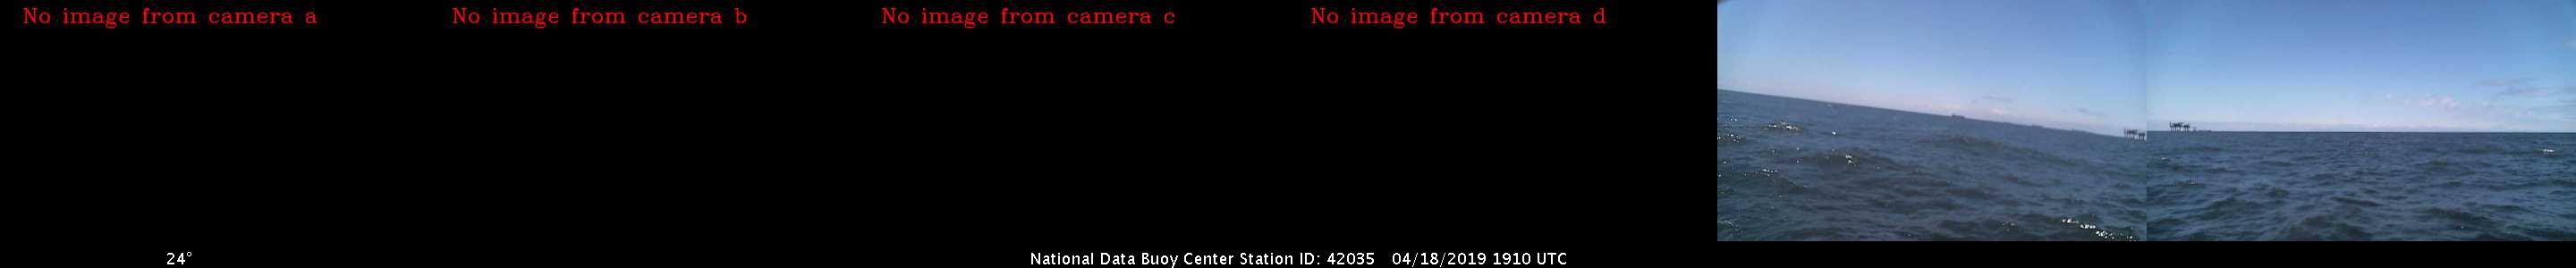 No image from camera a
No image from camera b
No image from camera c
No image from camera d
24°
National Data Buoy Center Station ID: 42035 04/18/2019 1910 UTC